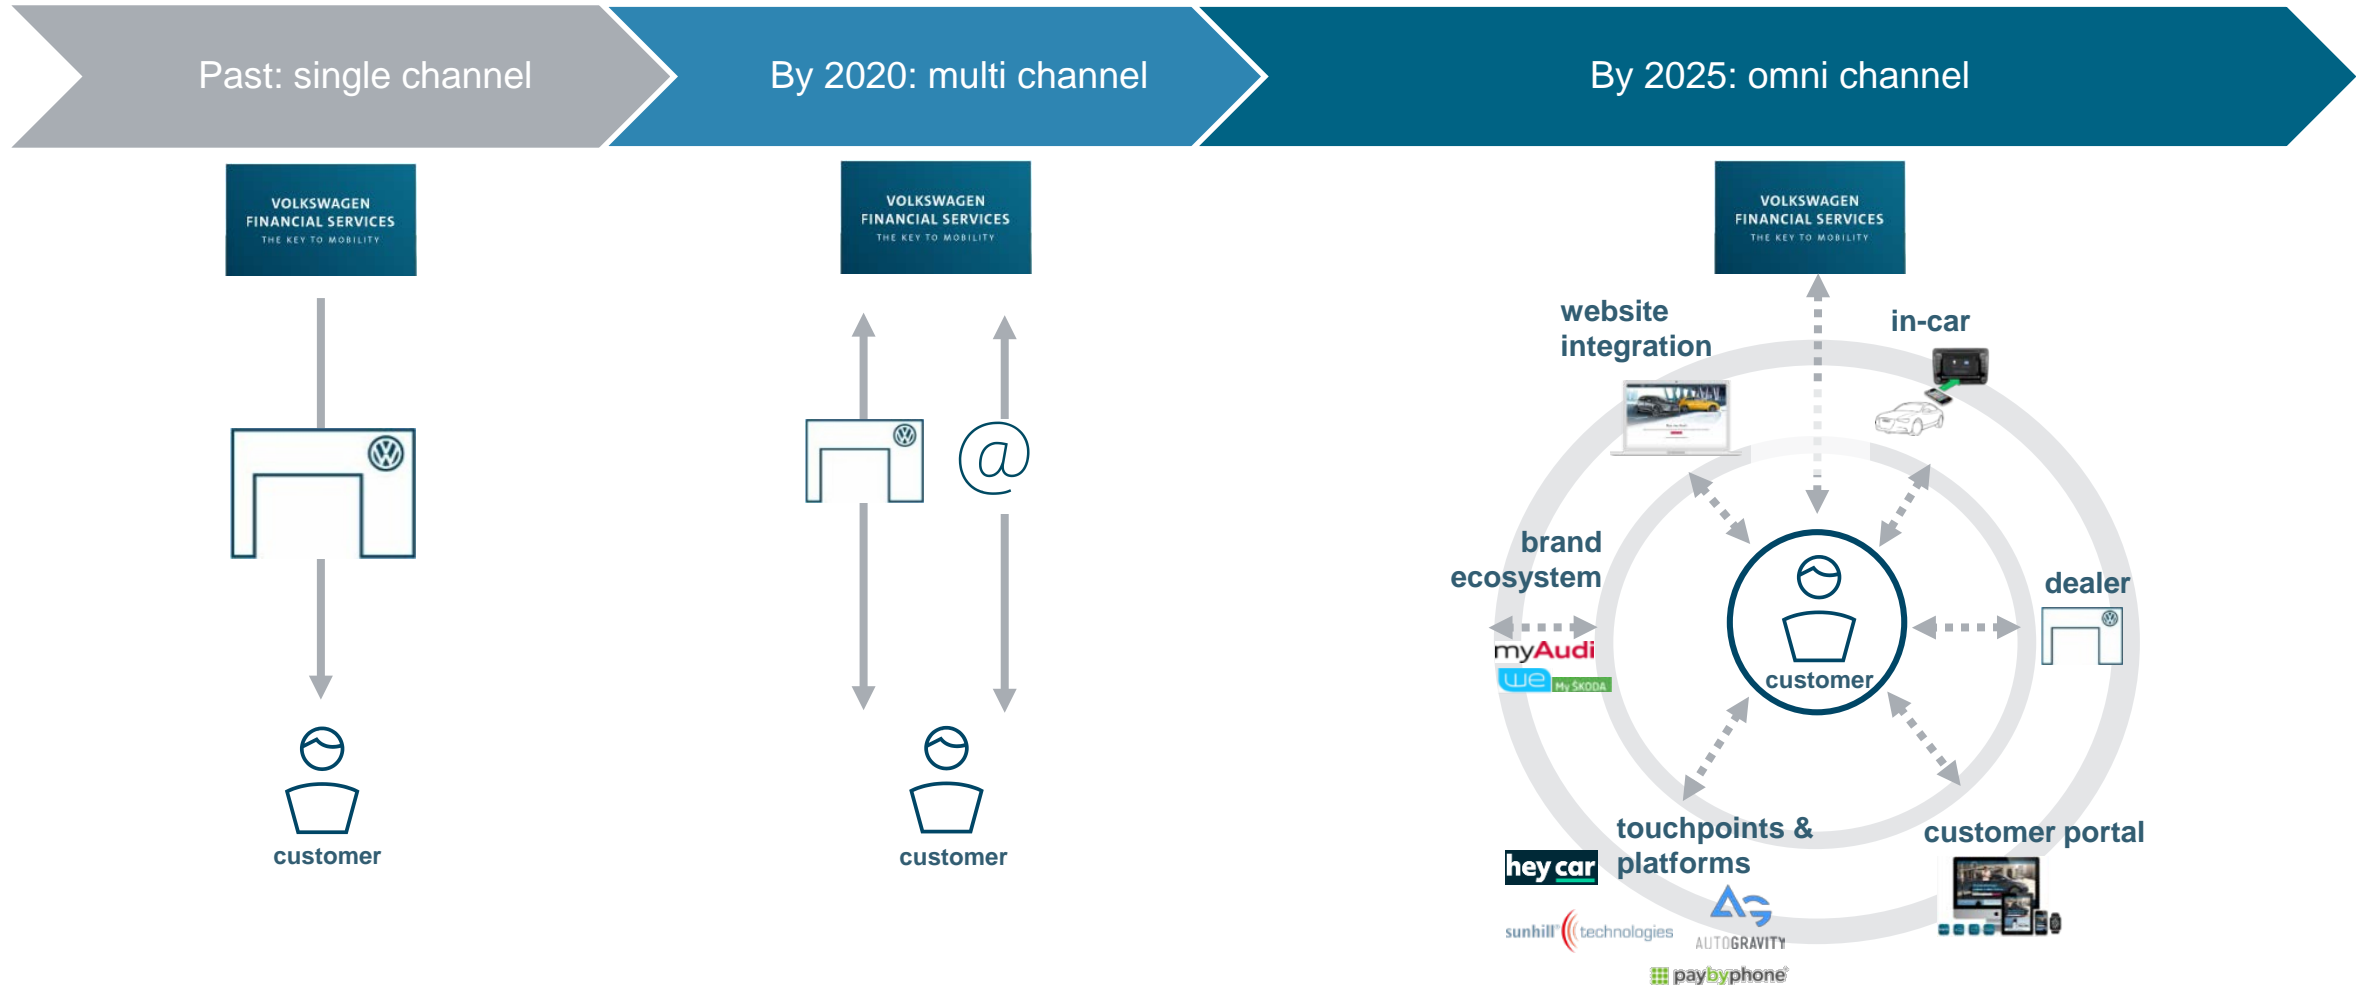 Past: single channel
By 2020: multi channel
By 2025: omni channel
VOLKSWAGEN
FINANCIAL SERVICES
THE KEY TO MOBILITY
customer
VOLKSWAGEN
FINANCIAL SERVICES
THE KEY TO MOBILITY
@
customer
VOLKSWAGEN
FINANCIAL SERVICES
THE KEY TO MOBILITY
website
integration
in-car
brand
ecosystem
myAudi
we
My ŠKODA
dealer
customer
touchpoints &
platforms
hey car
sunhill technologies
AUTOGRAVITY
paybyphone
customer portal